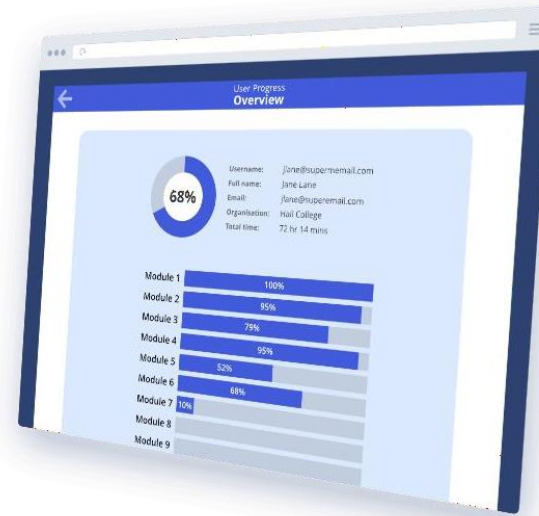 User Progress
Overview
68%
Username: jlane@supermemail.com
Full name: Jane Lane
Email: jlane@superemail.com
Organisation: Hail College
Total time: 72 hr 14 mins
Module 1 100%
Module 2 95%
Module 3 79%
Module 4 95%
Module 5 52%
Module 6 68%
Module 7 10%
Module 8
Module 9